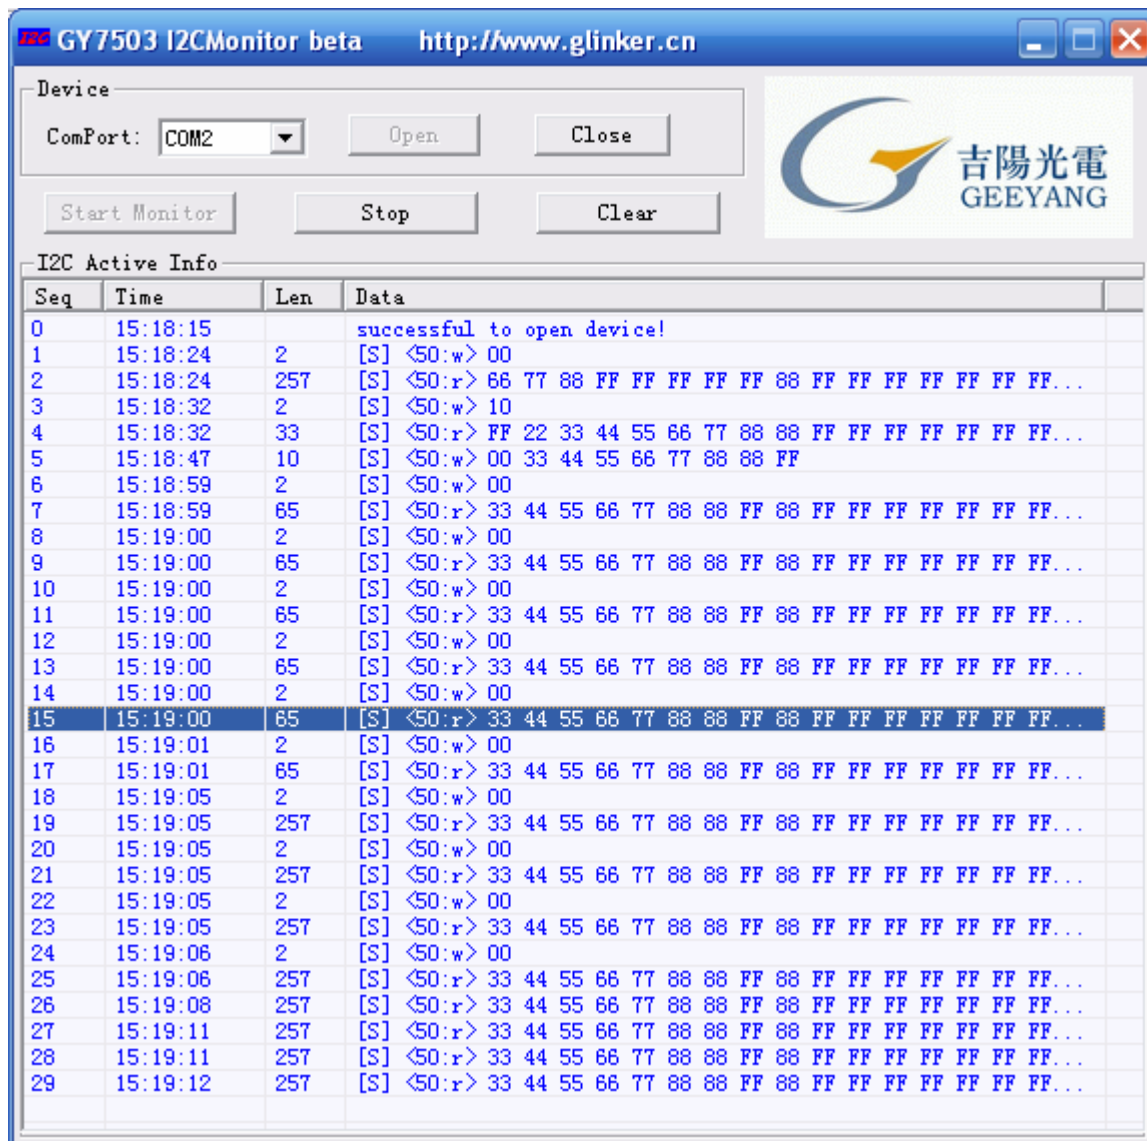 I2C GY7503 I2CMonitor beta http://www.glinker.cn
Device
ComPort: COM2 Open Close
吉陽光電
GEEYANG
Start Monitor Stop Clear
I2C Active Info
Seq Time Len Data
0 15:18:15 successful to open device!
1 15:18:24 2 [S] <50:w> 00
2 15:18:24 257 [S] <50:r> 66 77 88 FF FF FF FF FF 88 FF FF FF FF FF FF FF...
3 15:18:32 2 [S] <50:w> 10
4 15:18:32 33 [S] <50:r> FF 22 33 44 55 66 77 88 88 FF FF FF FF FF FF FF...
5 15:18:47 10 [S] <50:w> 00 33 44 55 66 77 88 88 FF
6 15:18:59 2 [S] <50:w> 00
7 15:18:59 65 [S] <50:r> 33 44 55 66 77 88 88 FF 88 FF FF FF FF FF FF FF...
8 15:19:00 2 [S] <50:w> 00
9 15:19:00 65 [S] <50:r> 33 44 55 66 77 88 88 FF 88 FF FF FF FF FF FF FF...
10 15:19:00 2 [S] <50:w> 00
11 15:19:00 65 [S] <50:r> 33 44 55 66 77 88 88 FF 88 FF FF FF FF FF FF FF...
12 15:19:00 2 [S] <50:w> 00
13 15:19:00 65 [S] <50:r> 33 44 55 66 77 88 88 FF 88 FF FF FF FF FF FF FF...
14 15:19:00 2 [S] <50:w> 00
15 15:19:00 65 [S] <50:r> 33 44 55 66 77 88 88 FF 88 FF FF FF FF FF FF FF...
16 15:19:01 2 [S] <50:w> 00
17 15:19:01 65 [S] <50:r> 33 44 55 66 77 88 88 FF 88 FF FF FF FF FF FF FF...
18 15:19:05 2 [S] <50:w> 00
19 15:19:05 257 [S] <50:r> 33 44 55 66 77 88 88 FF 88 FF FF FF FF FF FF FF...
20 15:19:05 2 [S] <50:w> 00
21 15:19:05 257 [S] <50:r> 33 44 55 66 77 88 88 FF 88 FF FF FF FF FF FF FF...
22 15:19:05 2 [S] <50:w> 00
23 15:19:05 257 [S] <50:r> 33 44 55 66 77 88 88 FF 88 FF FF FF FF FF FF FF...
24 15:19:06 2 [S] <50:w> 00
25 15:19:06 257 [S] <50:r> 33 44 55 66 77 88 88 FF 88 FF FF FF FF FF FF FF...
26 15:19:08 257 [S] <50:r> 33 44 55 66 77 88 88 FF 88 FF FF FF FF FF FF FF...
27 15:19:11 257 [S] <50:r> 33 44 55 66 77 88 88 FF 88 FF FF FF FF FF FF FF...
28 15:19:11 257 [S] <50:r> 33 44 55 66 77 88 88 FF 88 FF FF FF FF FF FF FF...
29 15:19:12 257 [S] <50:r> 33 44 55 66 77 88 88 FF 88 FF FF FF FF FF FF FF...